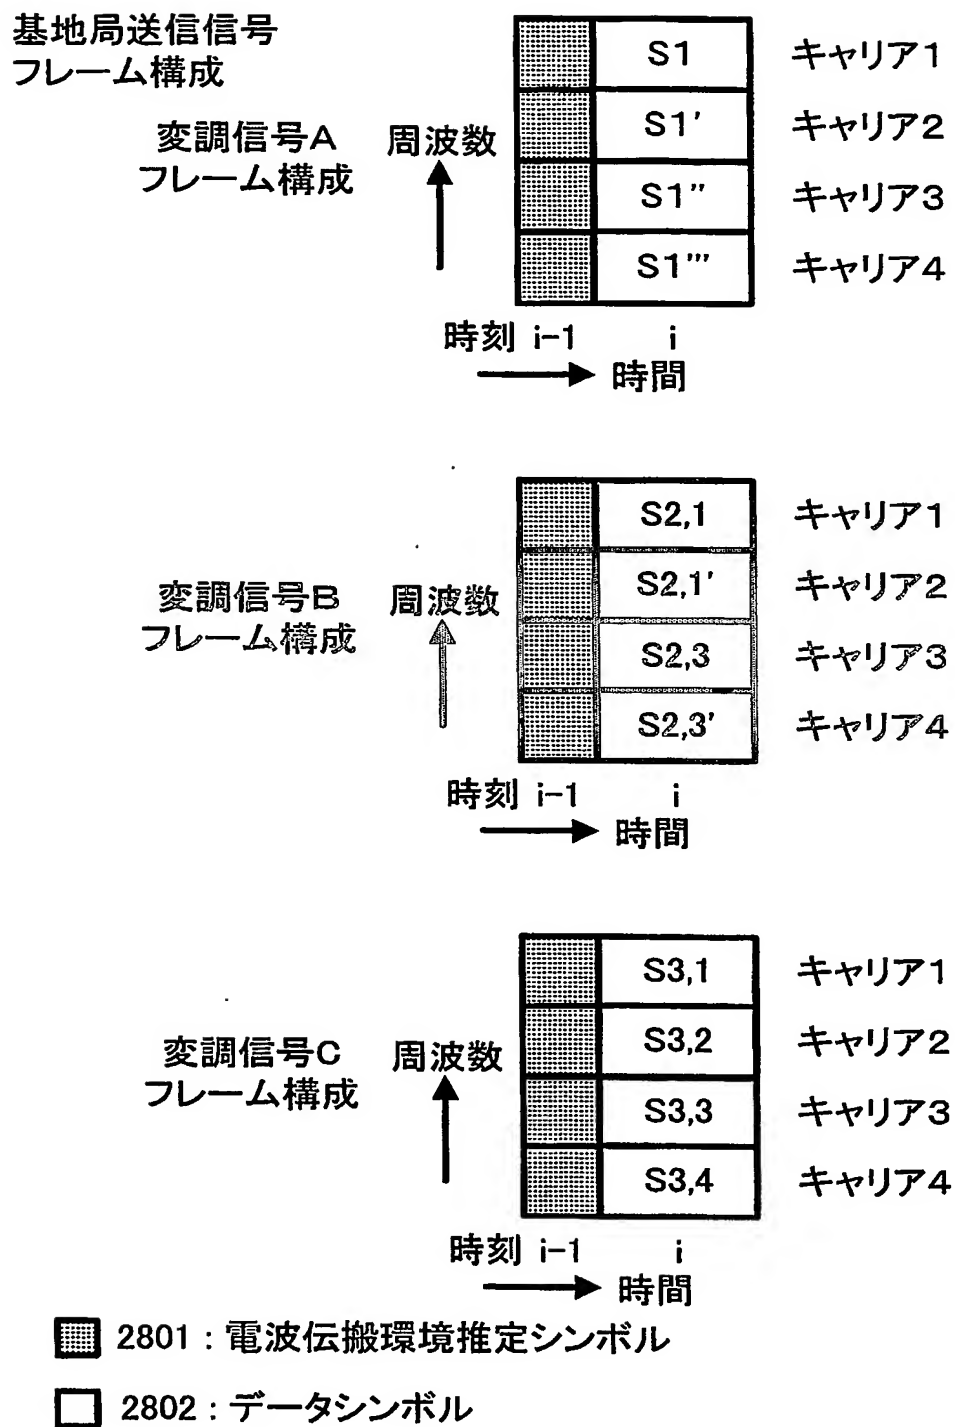 基地局送信信号
フレーム構成
変調信号A
フレーム構成
周波数
S1 キャリア1
S1' キャリア2
S1'' キャリア3
S1''' キャリア4
時刻 i-1 i
時間
変調信号B
フレーム構成
周波数
S2,1 キャリア1
S2,1' キャリア2
S2,3 キャリア3
S2,3' キャリア4
時刻 i-1 i
時間
変調信号C
フレーム構成
周波数
S3,1 キャリア1
S3,2 キャリア2
S3,3 キャリア3
S3,4 キャリア4
時刻 i-1 i
時間
2801 : 電波伝搬環境推定シンボル
2802 : データシンボル